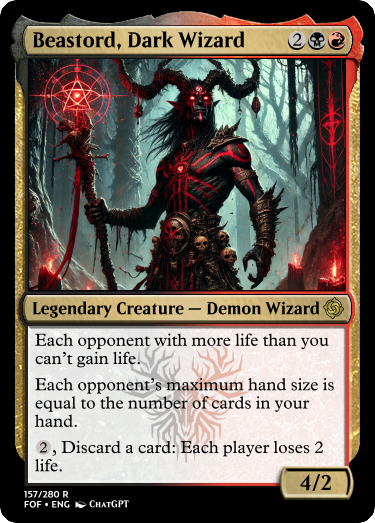 Beastord, Dark Wizard 2
Legendary Creature — Demon Wizard
Each opponent with more life than you
can't gain life.
Each opponent's maximum hand size is
equal to the number of cards in your
hand.
2 , Discard a card: Each player loses 2
life.
4/2
157/280 R
FOF • ENG ChatGPT